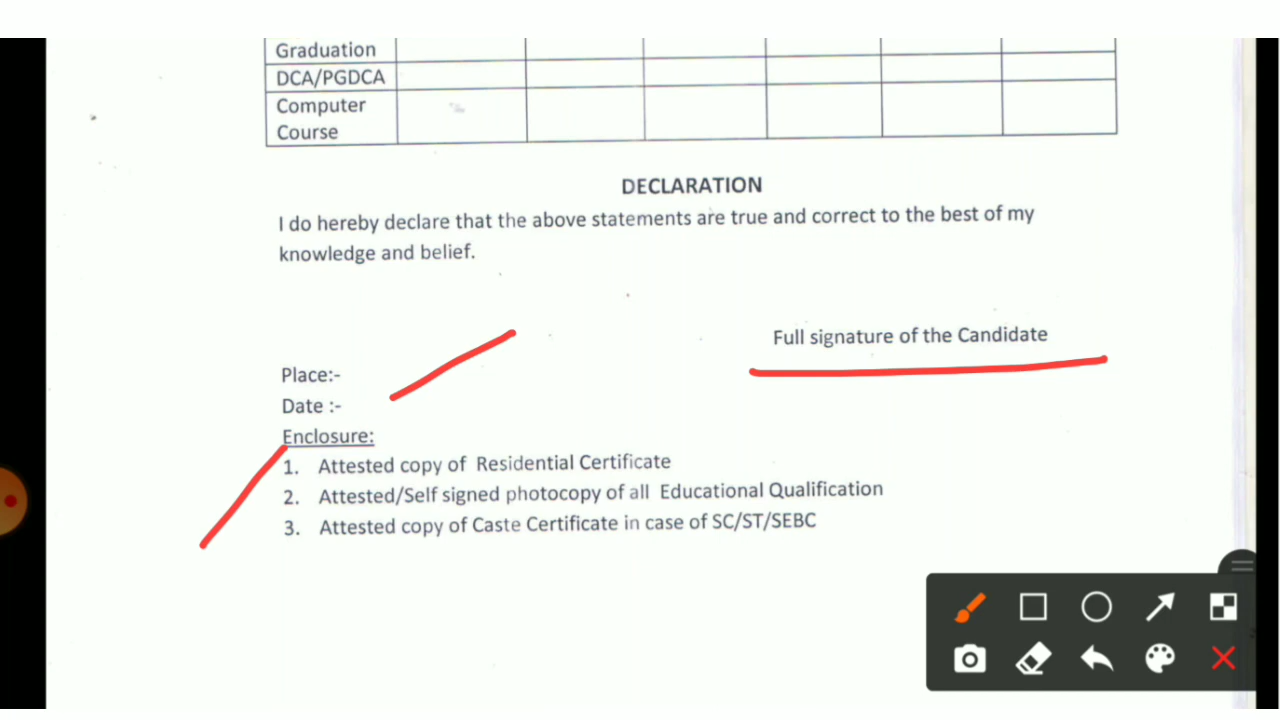 Graduation
DCA/PGDCA
Computer
Course
DECLARATION
I do hereby declare that the above statements are true and correct to the best of my
knowledge and belief.
Full signature of the Candidate
Place:-
Date :-
Enclosure:
1. Attested copy of Residential Certificate
2. Attested/Self signed photocopy of all Educational Qualification
3. Attested copy of Caste Certificate in case of SC/ST/SEBC